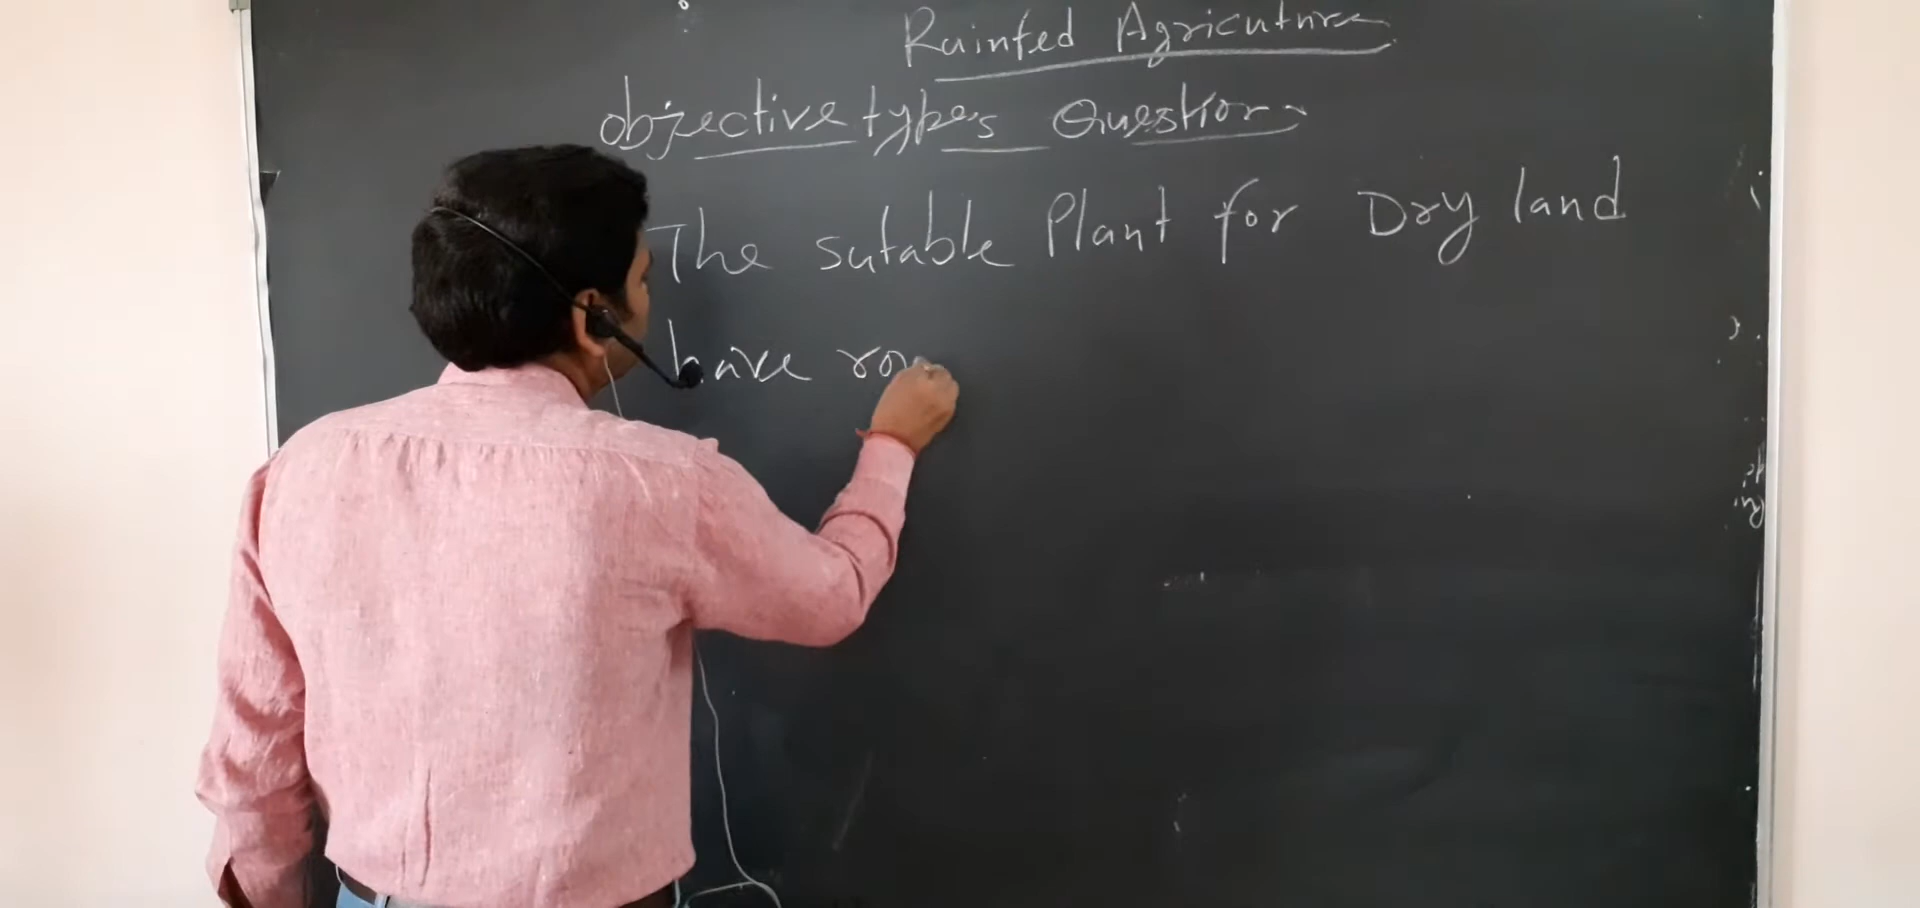 Rainfed Agricuture
objective types Question
The sutable Plant for Dry land
have